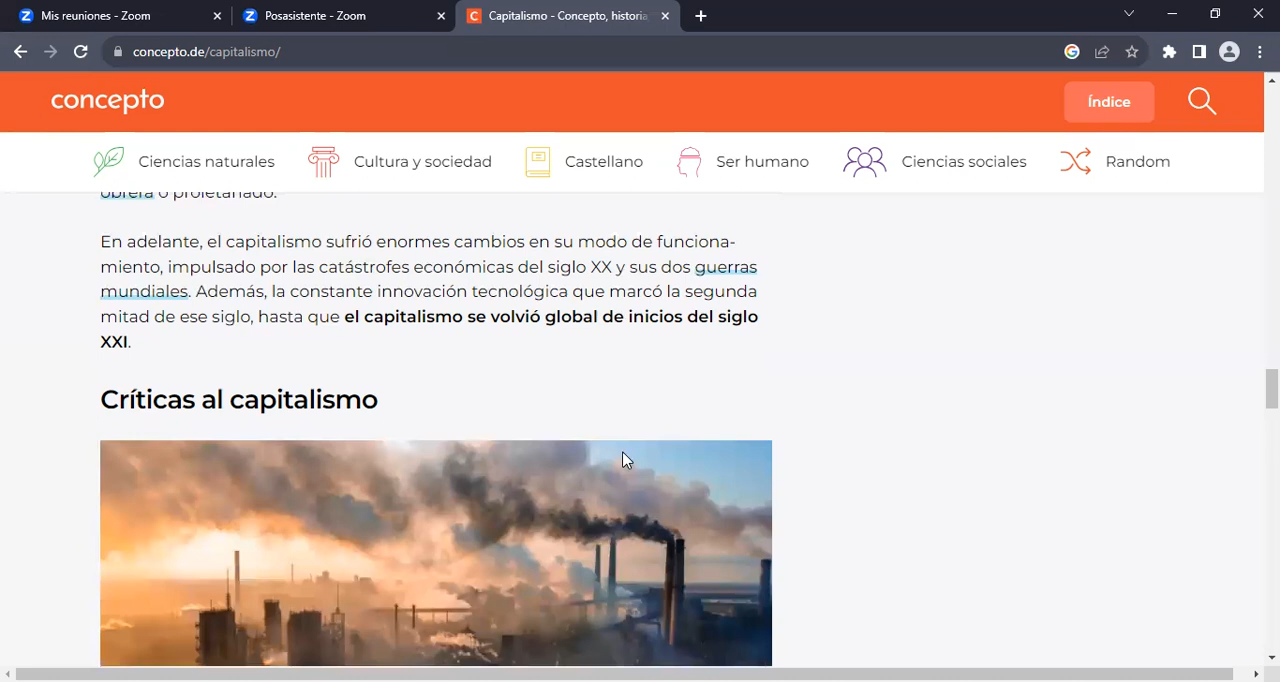 Mis reuniones - Zoom
Posasistente - Zoom
Capitalismo - Concepto, historia,
concepto.de/capitalismo/
concepto
Índice
Ciencias naturales
Cultura y sociedad
Castellano
Ser humano
Ciencias sociales
Random
obrera o proletariado.
En adelante, el capitalismo sufrió enormes cambios en su modo de funciona-
miento, impulsado por las catástrofes económicas del siglo XX y sus dos guerras
mundiales. Además, la constante innovación tecnológica que marcó la segunda
mitad de ese siglo, hasta que el capitalismo se volvió global de inicios del siglo
XXI.
Críticas al capitalismo